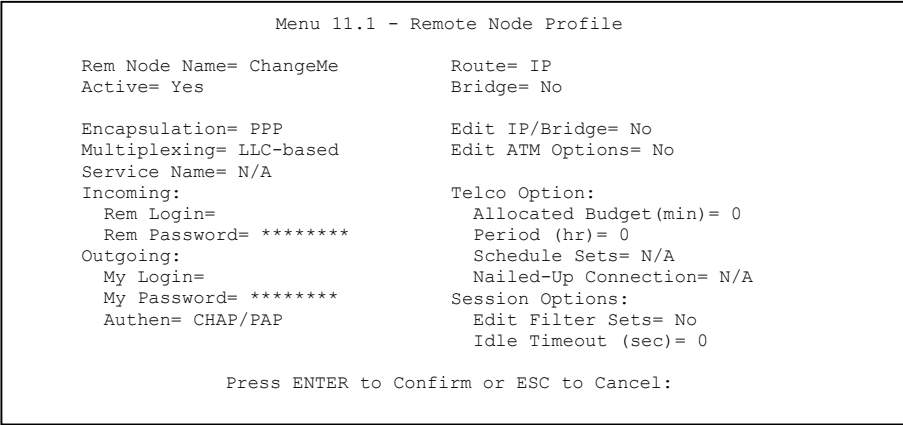 Menu 11.1 - Remote Node Profile
Rem Node Name= ChangeMe Route= IP
Active= Yes Bridge= No
Encapsulation= PPP Edit IP/Bridge= No
Multiplexing= LLC-based Edit ATM Options= No
Service Name= N/A
Incoming: Telco Option:
Rem Login= Allocated Budget(min)= 0
Rem Password= ******** Period (hr)= 0
Outgoing: Schedule Sets= N/A
My Login= Nailed-Up Connection= N/A
My Password= ******** Session Options:
Authen= CHAP/PAP Edit Filter Sets= No
Idle Timeout (sec)= 0
Press ENTER to Confirm or ESC to Cancel: